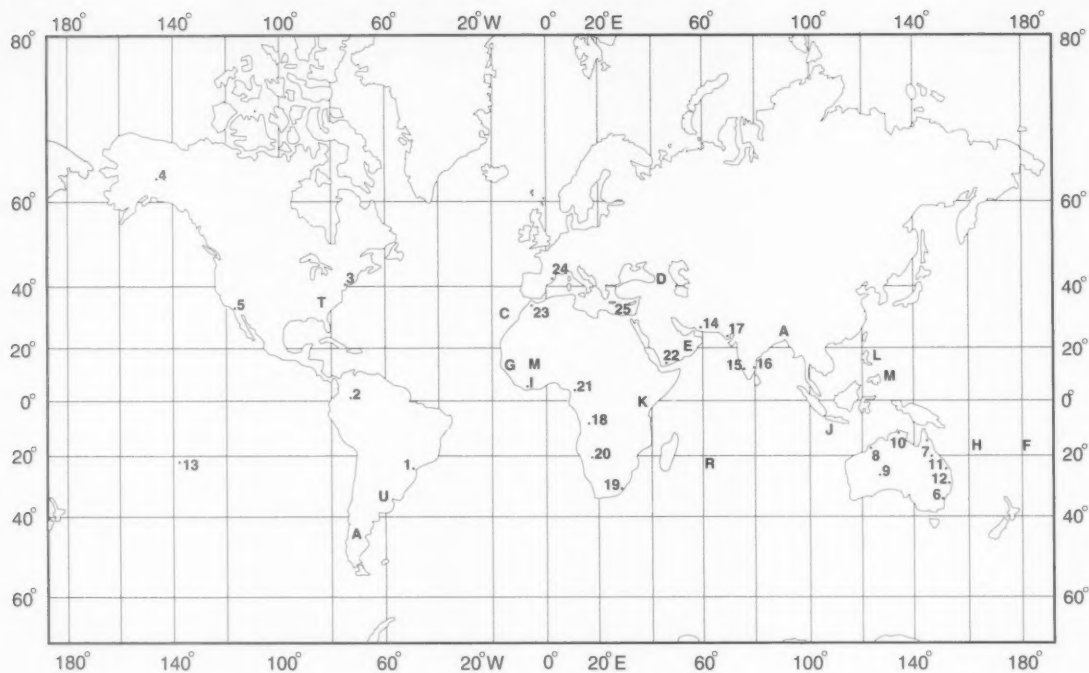 180° 140° 100° 60° 20°W 0° 20°E 60° 100° 140° 180°
80° 80°
.4
60° 60°
24
3 D
40° 40°
.5 T C .23 25 .14 17 A
E
20° 22 15 .16 L 20°
G M M
I
.2 .21
0° K 0°
.18 J
10 H F
.13 1. .20 R 8 7. 11.
20° .9 20°
12.
U 19. 6.
40° 40°
A
60° 60°
180° 140° 100° 60° 20°W 0° 20°E 60° 100° 140° 180°